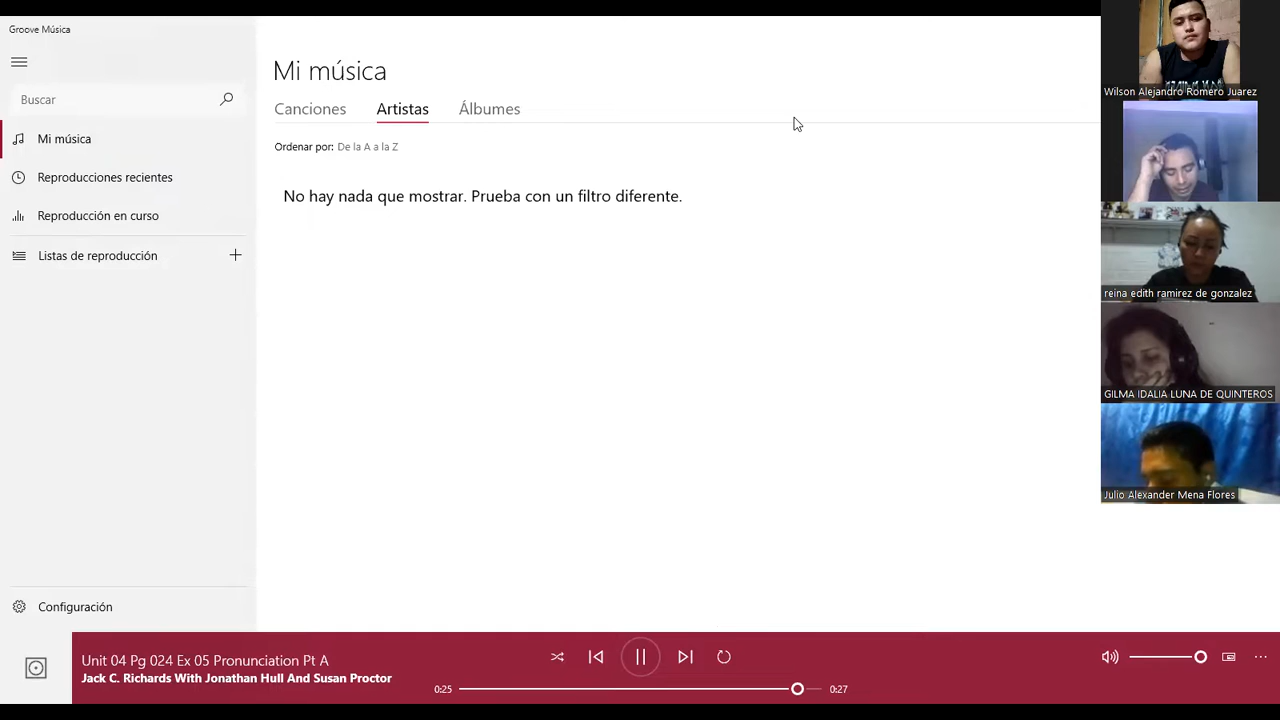 Groove Música
Buscar
Mi música
Reproducciones recientes
Reproducción en curso
Listas de reproducción
Configuración
Mi música
Canciones Artistas Álbumes
Ordenar por: De la A a la Z
No hay nada que mostrar. Prueba con un filtro diferente.
Wilson Alejandro Romero Juarez
reina edith ramirez de gonzalez
GILMA IDALIA LUNA DE QUINTEROS
Julio Alexander Mena Flores
Unit 04 Pg 024 Ex 05 Pronunciation Pt A
Jack C. Richards With Jonathan Hull And Susan Proctor
0:25 0:27